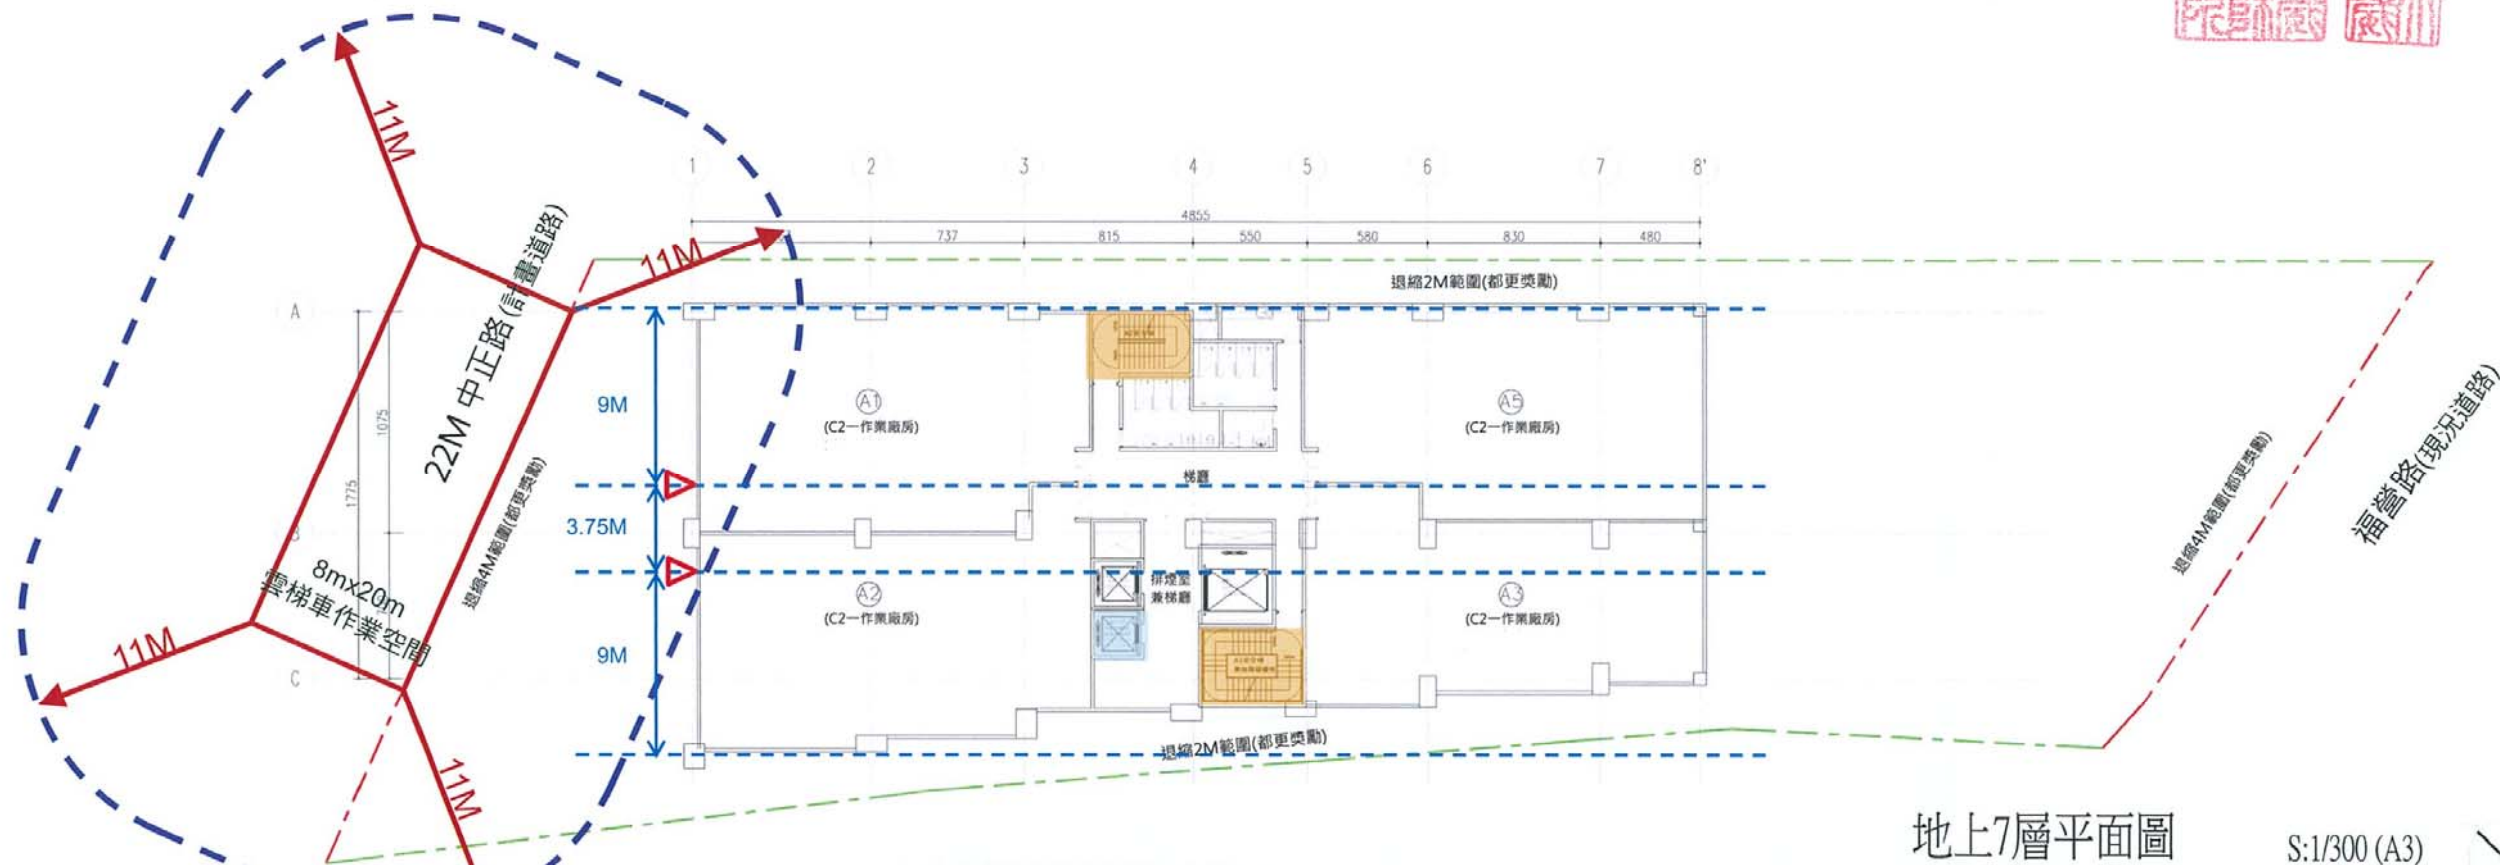 11M
1
2
3
4
5
6
7
8'
4855
737
815
550
580
830
480
11M
22M 中正路(計畫道路)
退縮2M範圍(都更獎勵)
A
9M
A1
(C2一作業廠房)
A5
(C2一作業廠房)
1075
1775
退縮4M範圍(都更獎勵)
梯廳
3.75M
B
8mx20m
雲梯車作業空間
排煙室
兼梯廳
A2
(C2一作業廠房)
A3
(C2一作業廠房)
11M
9M
C
退縮2M範圍(都更獎勵)
11M
退縮4M範圍(都更獎勵)
福營路(現況道路)
地上7層平面圖
S:1/300 (A3)